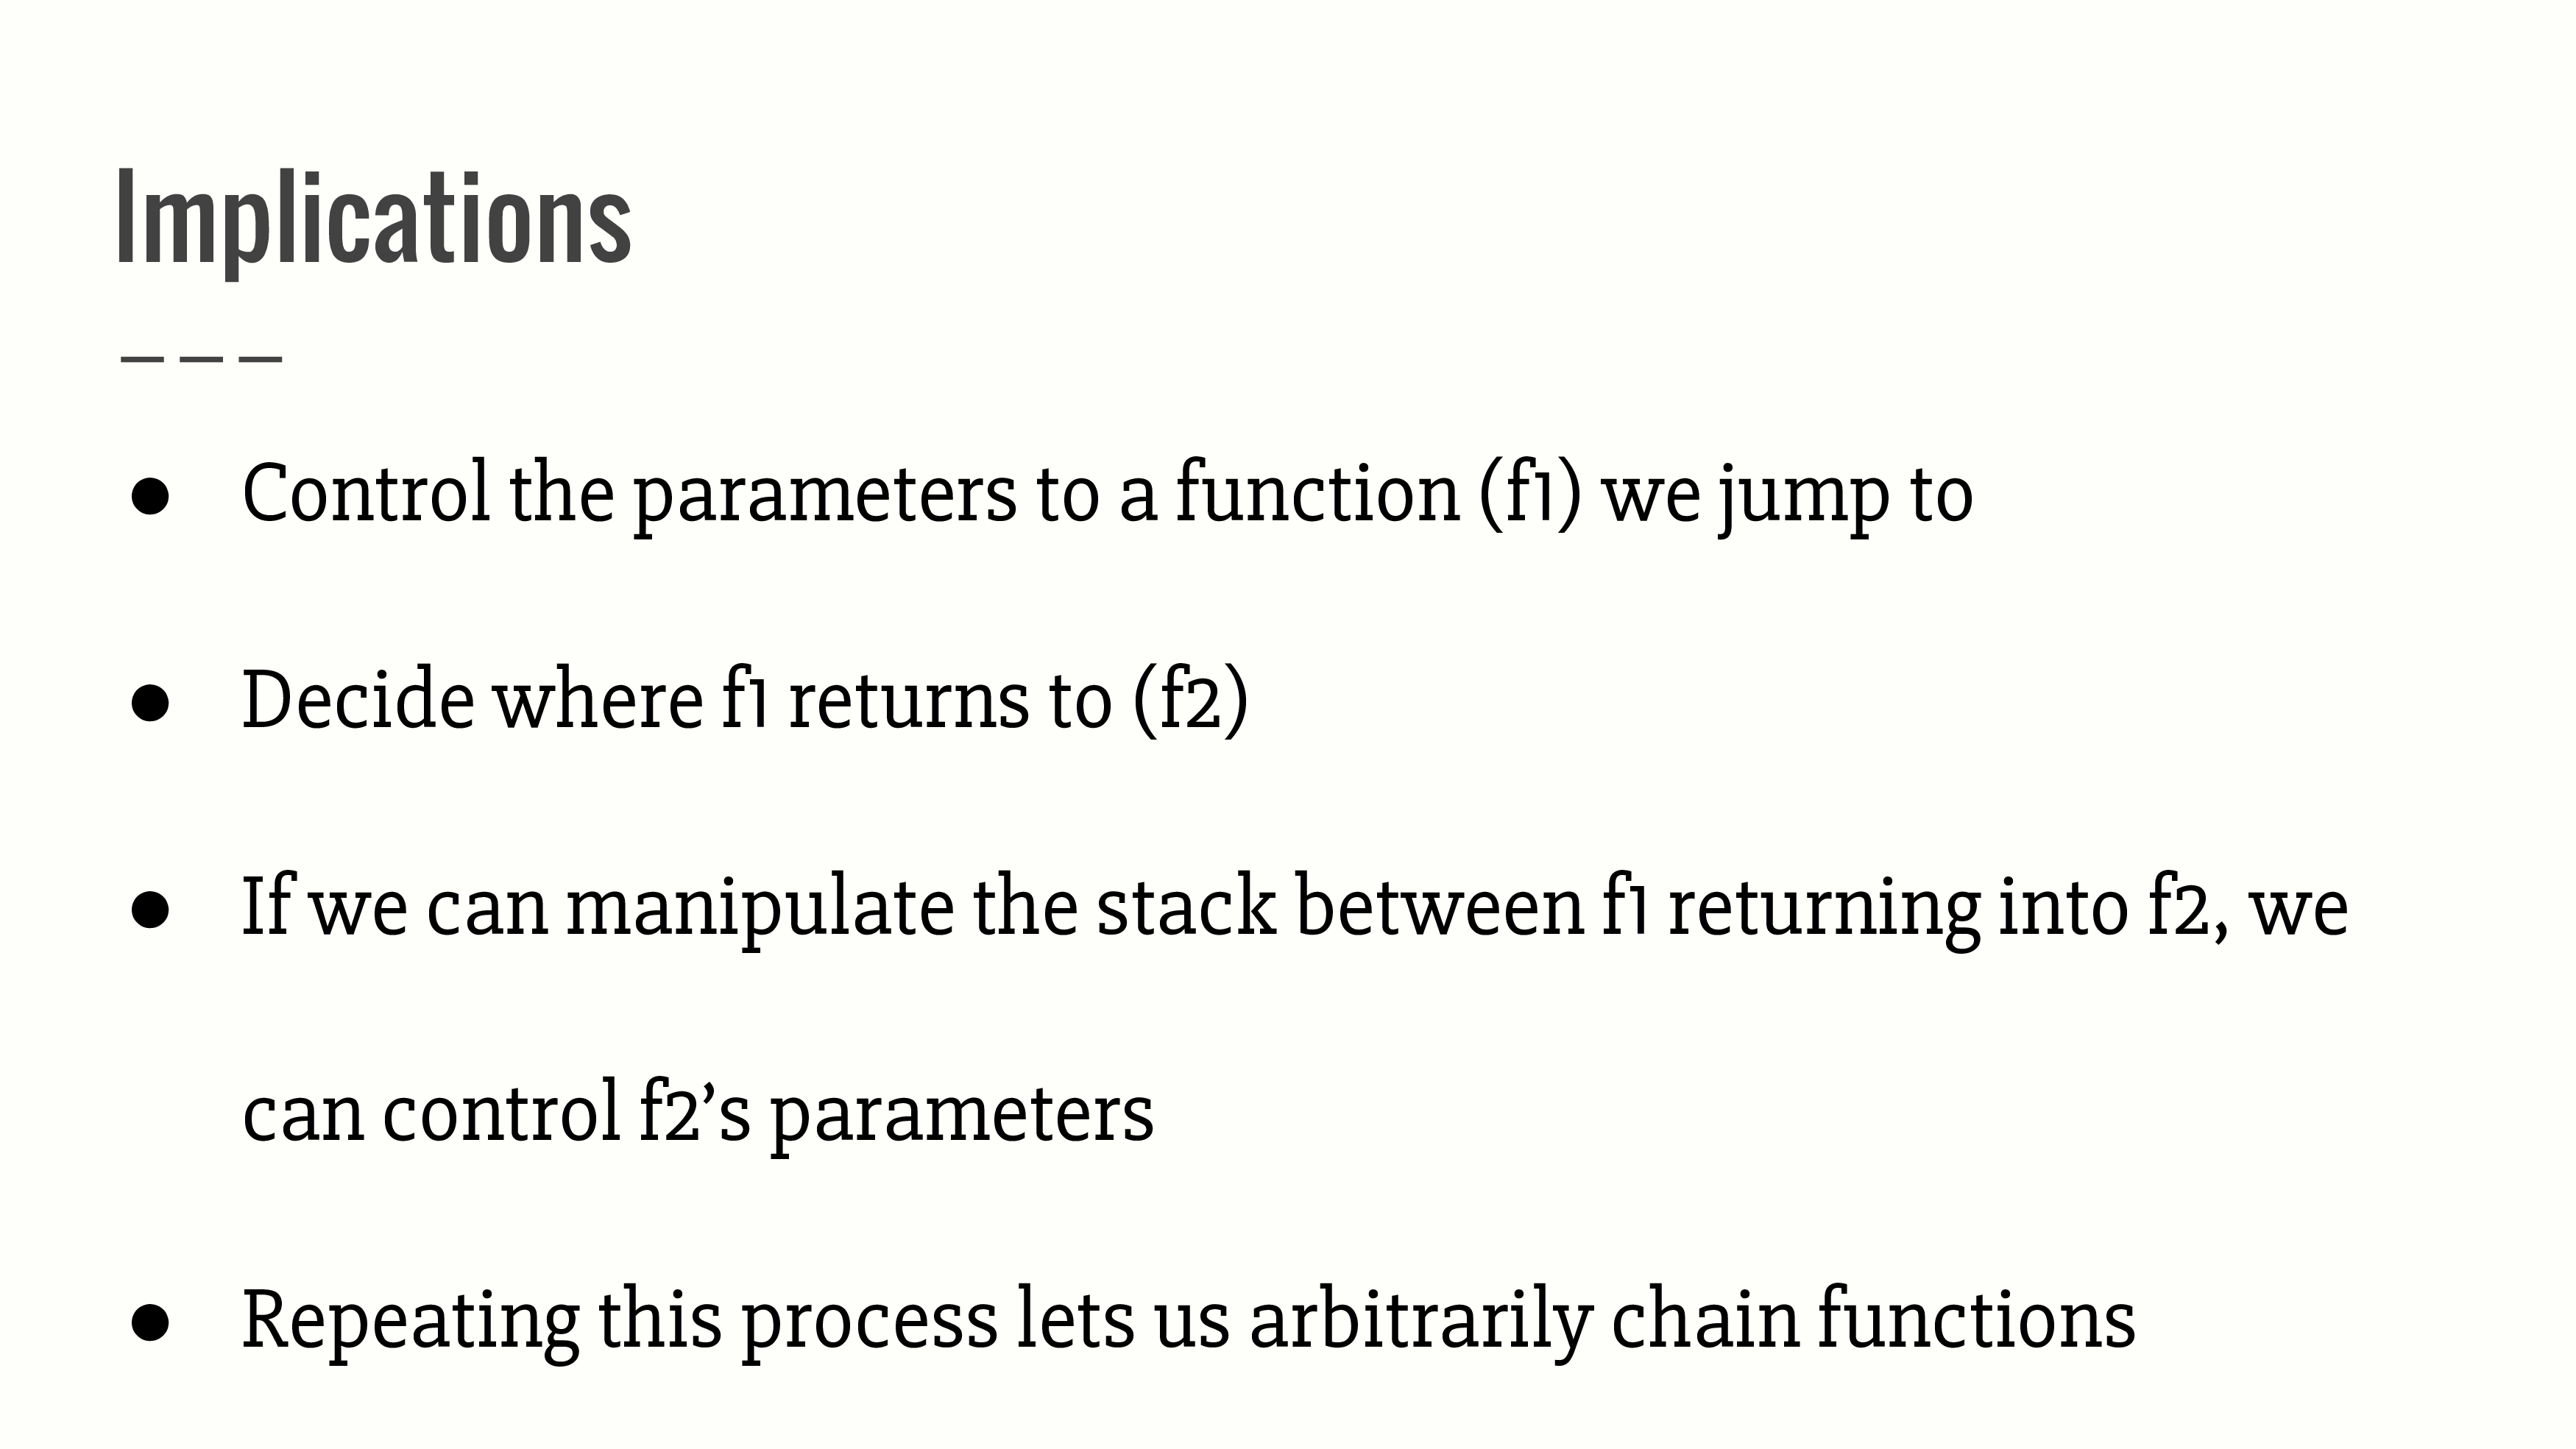 Implications
● Control the parameters to a function (f1) we jump to
● Decide where f1 returns to (f2)
● If we can manipulate the stack between f1 returning into f2, we
can control f2’s parameters
● Repeating this process lets us arbitrarily chain functions